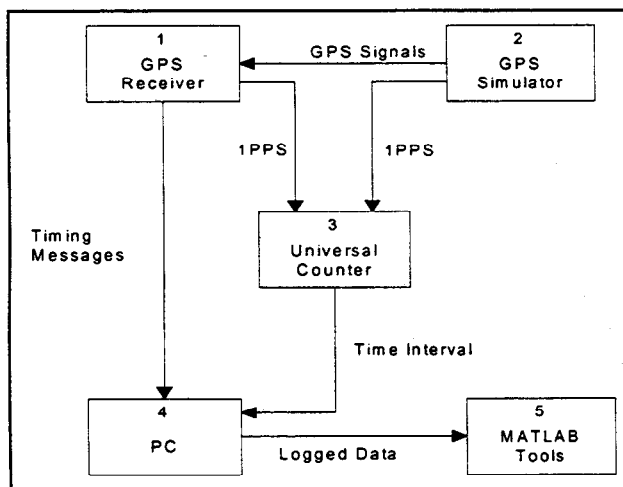 1
GPS
Receiver
GPS Signals
2
GPS
Simulator
1PPS
1PPS
3
Universal
Counter
Timing
Messages
Time Interval
4
PC
Logged Data
5
MATLAB
Tools